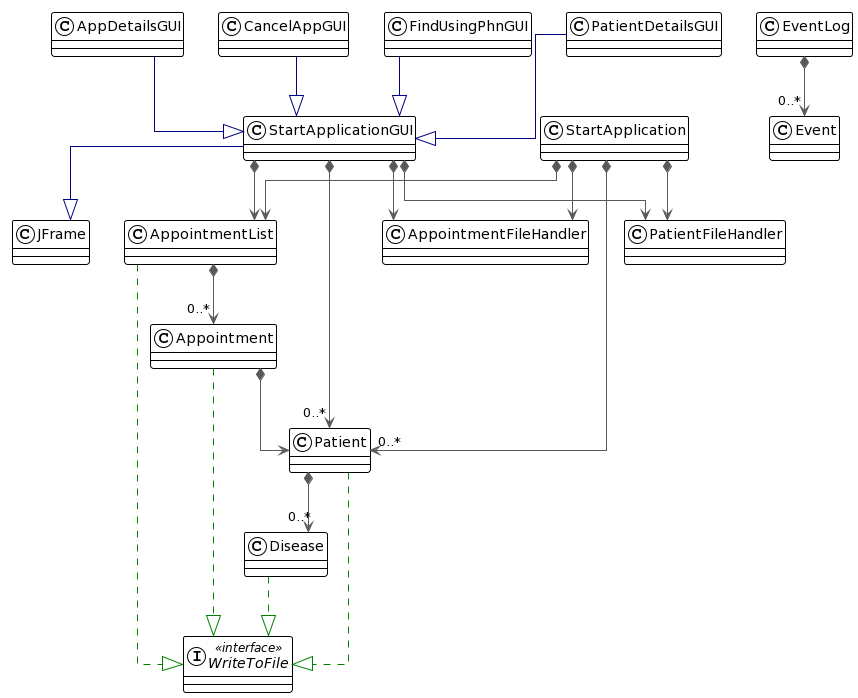 C AppDetailsGUI
C CancelAppGUI
C FindUsingPhnGUI
C PatientDetailsGUI
C EventLog
0..*
C StartApplicationGUI
C StartApplication
C Event
C JFrame
C AppointmentList
C AppointmentFileHandler
C PatientFileHandler
0..*
C Appointment
0..*
C Patient
0..*
0..*
C Disease
I «interface»
WriteToFile